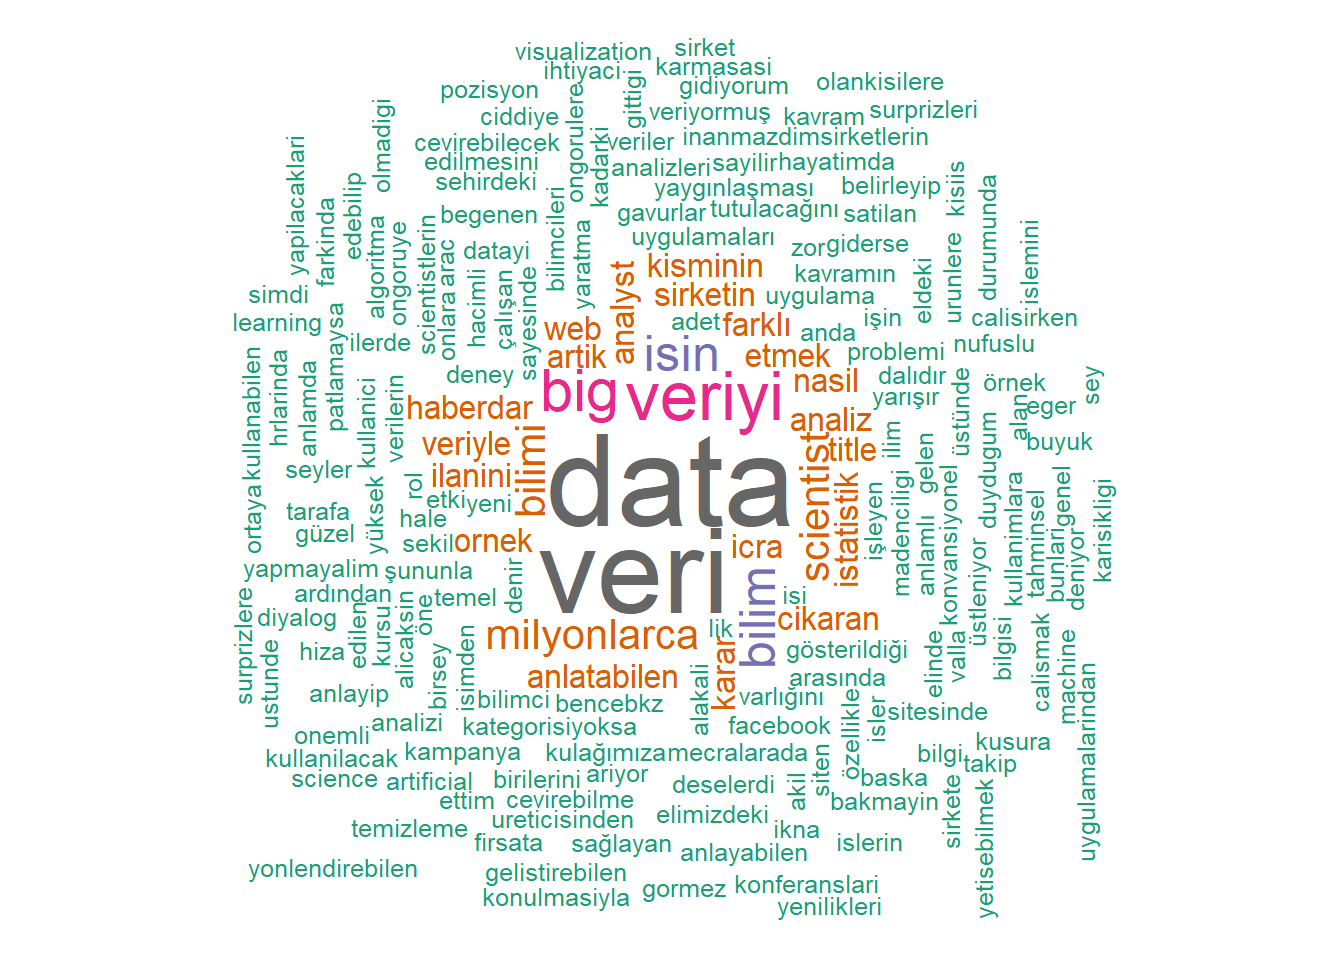 visualization
sirket
ihtiyaci
karmasasi
pozisyon
gittigi
gidiyorum
olankisilere
ciddiye
ongorulere
veriyormuş
kavram
surprizleri
olmadigi
cevirebilecek
kadarki
veriler
inanmazdimsirketlerin
yapilacaklari
edilmesini
analizleri
sayilir
hayatimda
edebilip
sehirdeki
bilimcileri
yaygınlaşması
belirleyip
kisiis
farkinda
begenen
gavurlar
tutulacağını
satilan
durumunda
algoritma
ongoruye
scientistlerin
arac
onlara
datayi
yaratma
uygulamaları
zor
giderse
urunlere
islemini
hacimli
çalışan
sayesinde
analyst
kisminin
kavramın
eldeki
simdi
sirketin
uygulama
learning
patlamaysa
web
adet
farklı
anda
işin
calisirken
ilerde
artik
isin
etmek
problemi
nufuslu
kullanabilen
hrlarinda
anlamda
kullanici
verilerin
deney
big
veriyi
nasil
dalıdır
örnek
sey
haberdar
yarışır
üstünde
alan
eger
veriyle
bilimi
data
analiz
scientist
title
ilim
gelen
buyuk
seyler
rol
ilanini
istatistik
madenciligi
duydugum
ortaya
tarafa
yüksek
etki
yeni
işleyen
anlamlı
konvansiyonel
kullanimlara
tahminsel
genel
karisikligi
güzel
hale
sekil
ornek
veri
icra
üstleniyor
bunlari
deniyor
yapmayalim
şununla
denir
bilim
isi
ardından
temel
surprizlere
diyalog
edilen
kursu
alicaksin
öne
milyonlarca
lik
cikaran
elinde
valla
bilgisi
calismak
machine
ustunde
hiza
birsey
isimden
karar
gösterildiği
anlatabilen
alakali
arasında
anlayip
bilimci
bencebkz
varlığını
özellikle
isler
sitesinde
uygulamalarindan
onemli
analizi
kategorisiyoksa
facebook
kusura
kullanilacak
kampanya
kulağımıza
mecralarada
siten
bilgi
takip
science
artificial
birilerini
ariyor
deselerdi
akil
baska
ettim
cevirebilme
bakmayin
sirkete
yetisebilmek
temizleme
ureticisinden
elimizdeki
ikna
firsata
sağlayan
anlayabilen
islerin
yonlendirebilen
gelistirebilen
gormez
konferanslari
konulmasiyla
yenilikleri